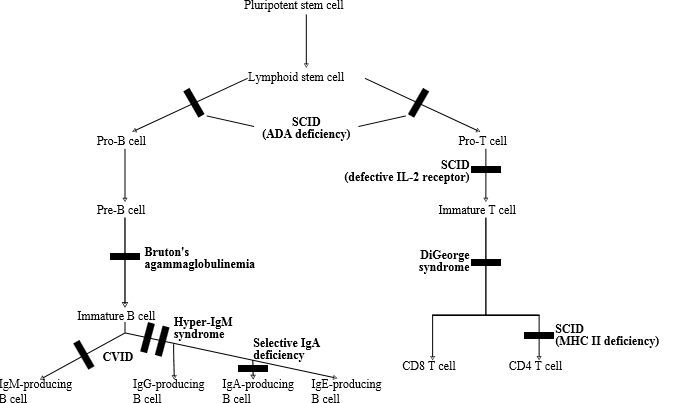 Pluripotent stem cell
Lymphoid stem cell
SCID
(ADA deficiency)
Pro-B cell
Pro-T cell
SCID
(defective IL-2 receptor)
Pre-B cell
Immature T cell
Bruton's
agammaglobulinemia
DiGeorge
syndrome
Immature B cell
Hyper-IgM
syndrome
SCID
(MHC II deficiency)
CVID
Selective IgA
deficiency
CD8 T cell
CD4 T cell
IgM-producing
B cell
IgG-producing
B cell
IgA-producing
B cell
IgE-producing
B cell